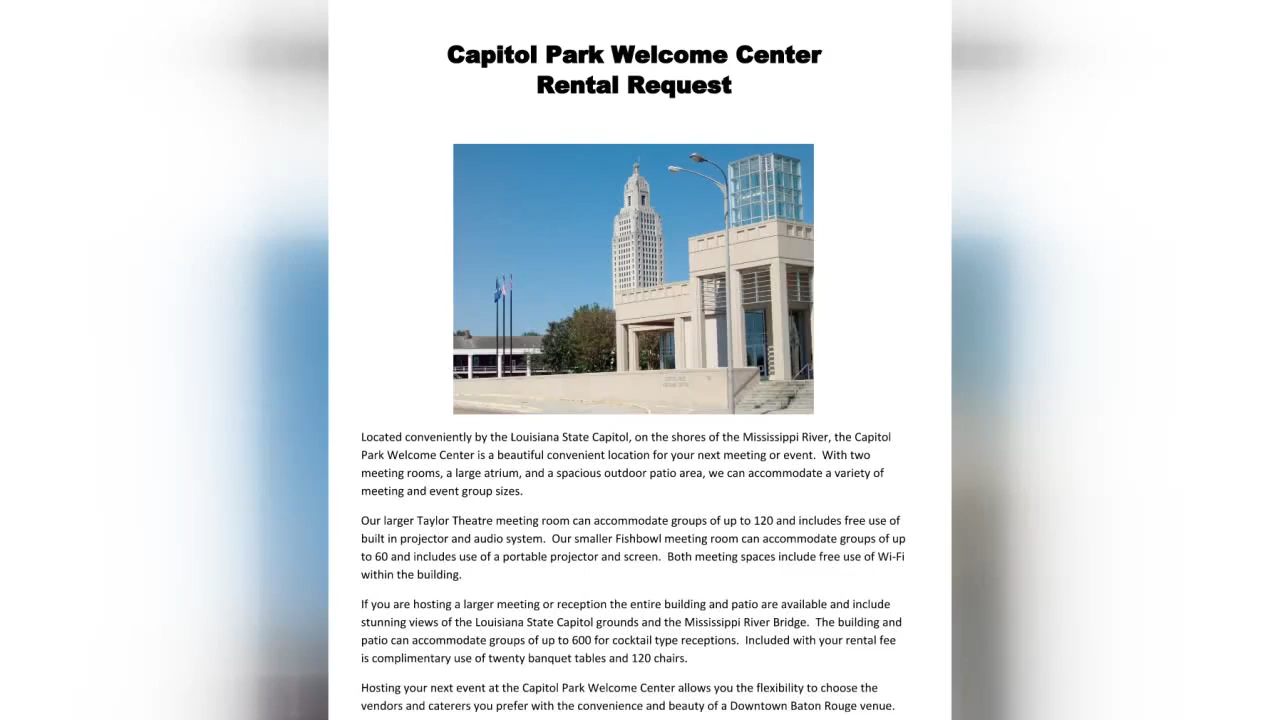 Capitol Park Welcome Center
Rental Request
Located conveniently by the Louisiana State Capitol, on the shores of the Mississippi River, the Capitol
Park Welcome Center is a beautiful convenient location for your next meeting or event.  With two
meeting rooms, a large atrium, and a spacious outdoor patio area, we can accommodate a variety of
meeting and event group sizes.
Our larger Taylor Theatre meeting room can accommodate groups of up to 120 and includes free use of
built in projector and audio system.  Our smaller Fishbowl meeting room can accommodate groups of up
to 60 and includes use of a portable projector and screen.  Both meeting spaces include free use of Wi-Fi
within the building.
If you are hosting a larger meeting or reception the entire building and patio are available and include
stunning views of the Louisiana State Capitol grounds and the Mississippi River Bridge.  The building and
patio can accommodate groups of up to 600 for cocktail type receptions.  Included with your rental fee
is complimentary use of twenty banquet tables and 120 chairs.
Hosting your next event at the Capitol Park Welcome Center allows you the flexibility to choose the
vendors and caterers you prefer with the convenience and beauty of a Downtown Baton Rouge venue.